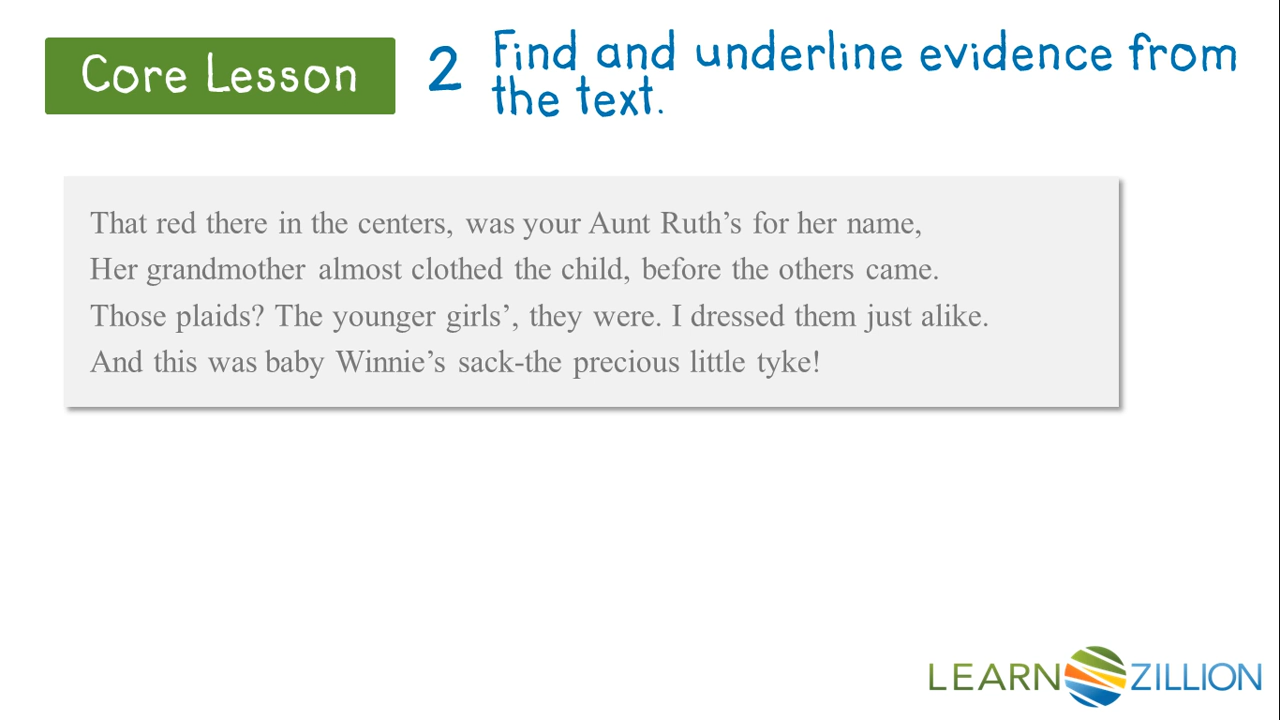 Core Lesson
2
Find and underline evidence from
the text.
That red there in the centers, was your Aunt Ruth’s for her name,
Her grandmother almost clothed the child, before the others came.
Those plaids? The younger girls’, they were. I dressed them just alike.
And this was baby Winnie’s sack-the precious little tyke!
LEARN ZILLION